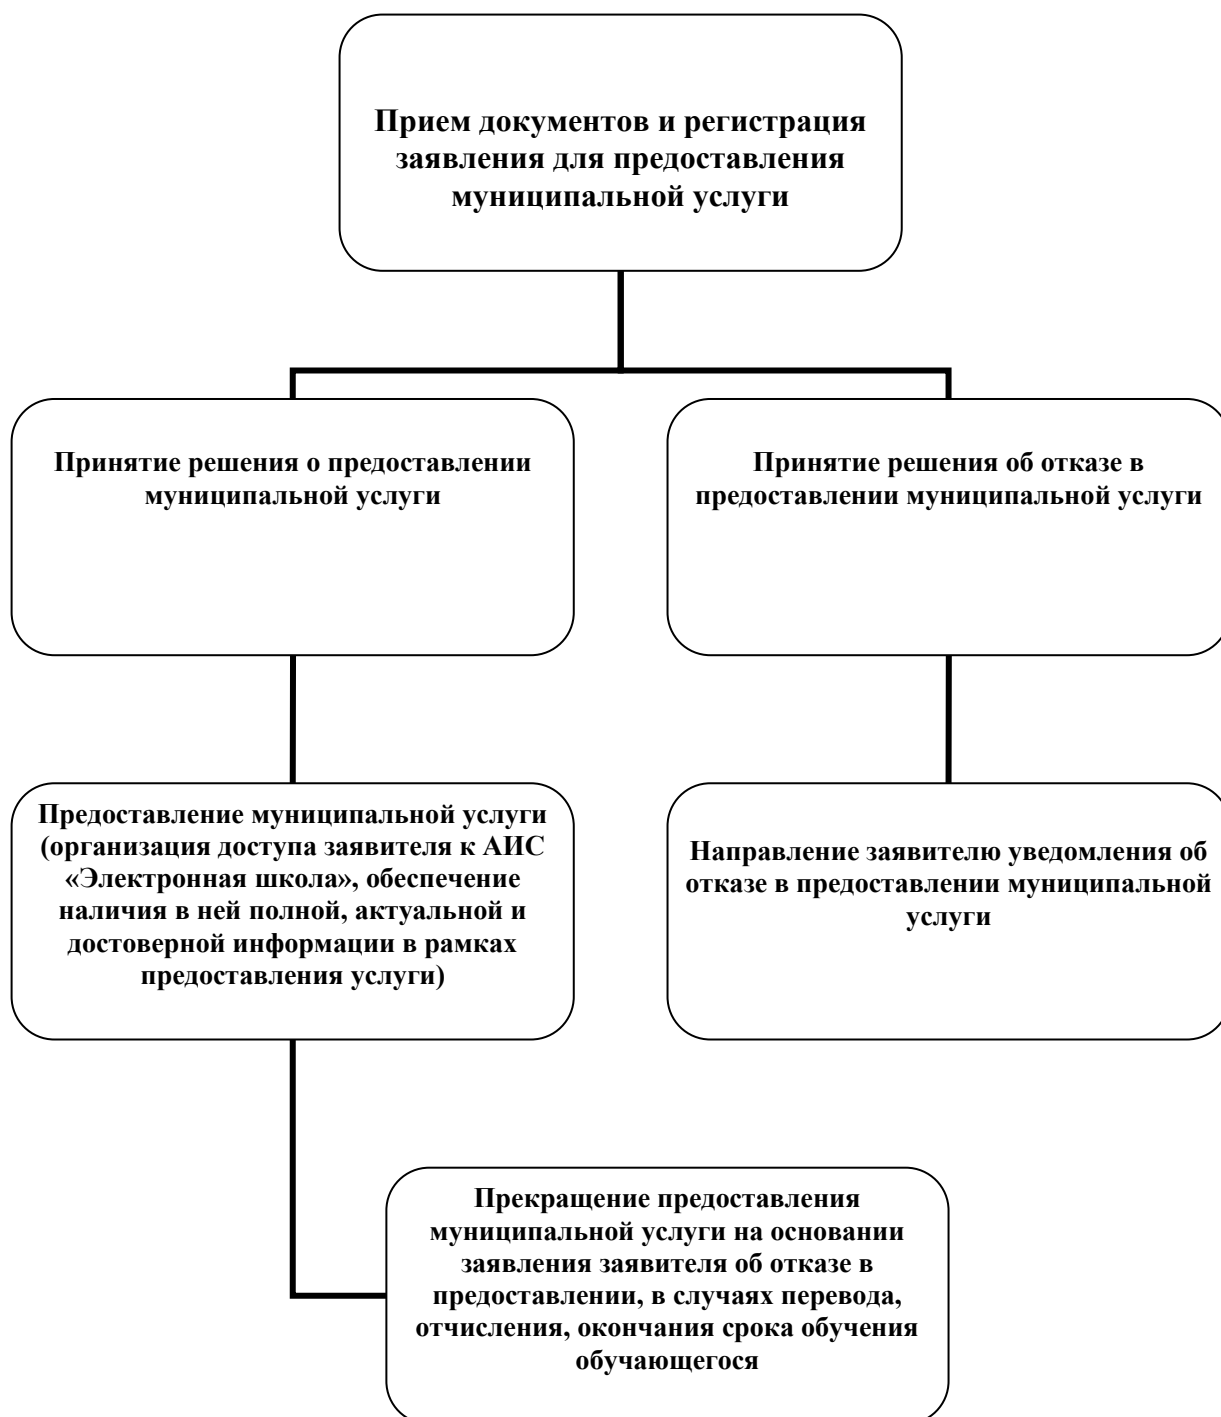 Прием документов и регистрация
заявления для предоставления
муниципальной услуги
Принятие решения о предоставлении
муниципальной услуги
Принятие решения об отказе в
предоставлении муниципальной услуги
Предоставление муниципальной услуги
(организация доступа заявителя к АИС
«Электронная школа», обеспечение
наличия в ней полной, актуальной и
достоверной информации в рамках
предоставления услуги)
Направление заявителю уведомления об
отказе в предоставлении муниципальной
услуги
Прекращение предоставления
муниципальной услуги на основании
заявления заявителя об отказе в
предоставлении, в случаях перевода,
отчисления, окончания срока обучения
обучающегося